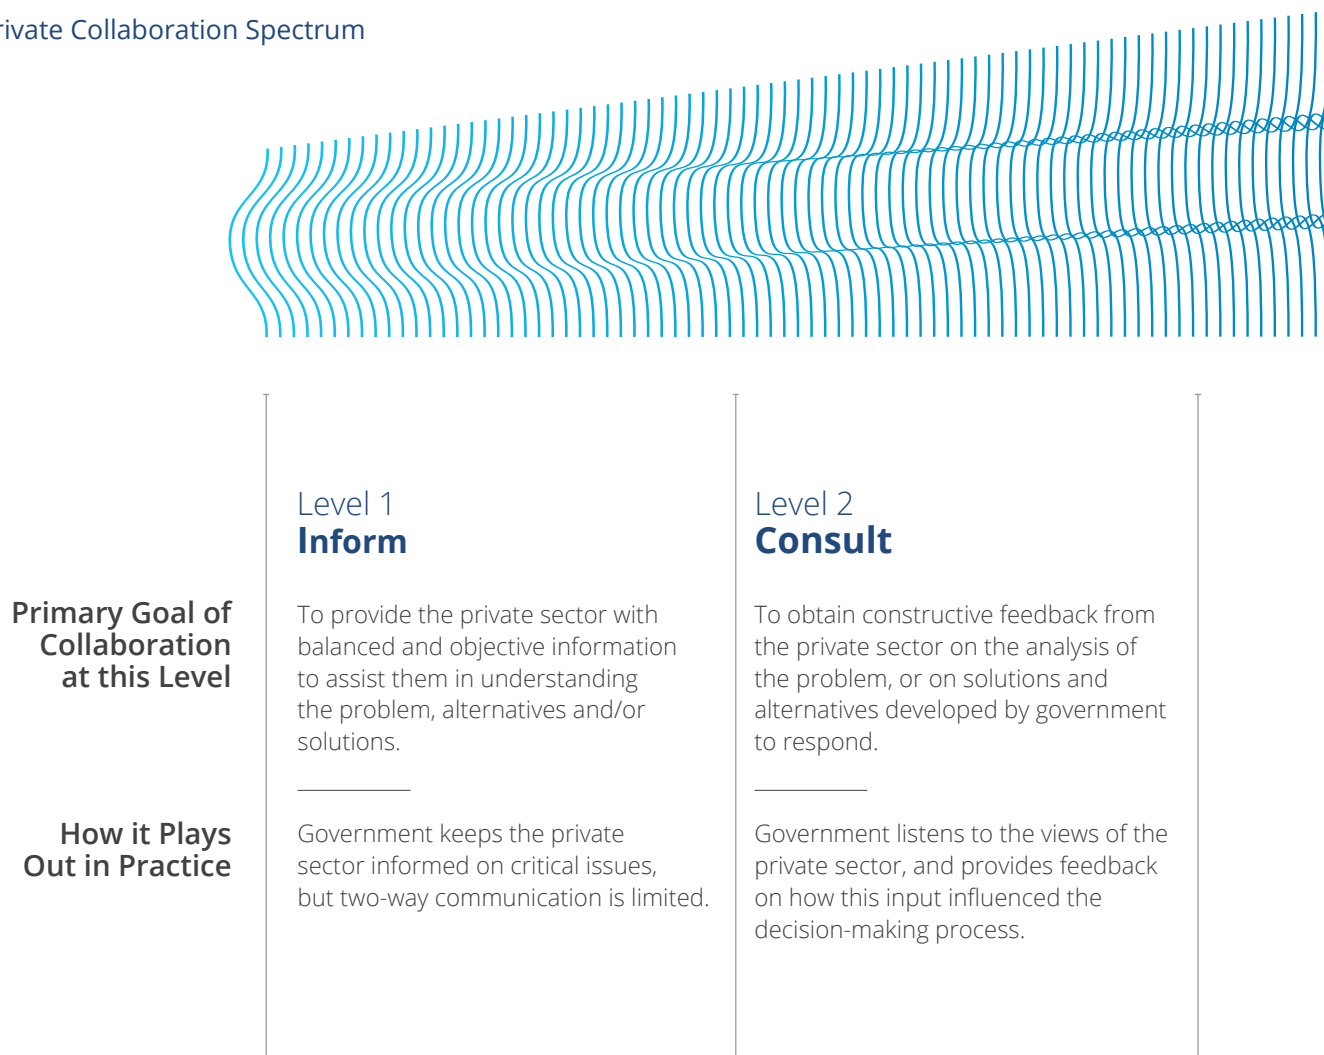 Collaboration Spectrum
Level 1
Inform
Level 2
Consult
Primary Goal of
Collaboration
at this Level
To provide the private sector with
balanced and objective information
to assist them in understanding
the problem, alternatives and/or
solutions.
To obtain constructive feedback from
the private sector on the analysis of
the problem, or on solutions and
alternatives developed by government
to respond.
How it Plays
Out in Practice
Government keeps the private
sector informed on critical issues,
but two-way communication is limited.
Government listens to the views of the
private sector, and provides feedback
on how this input influenced the
decision-making process.